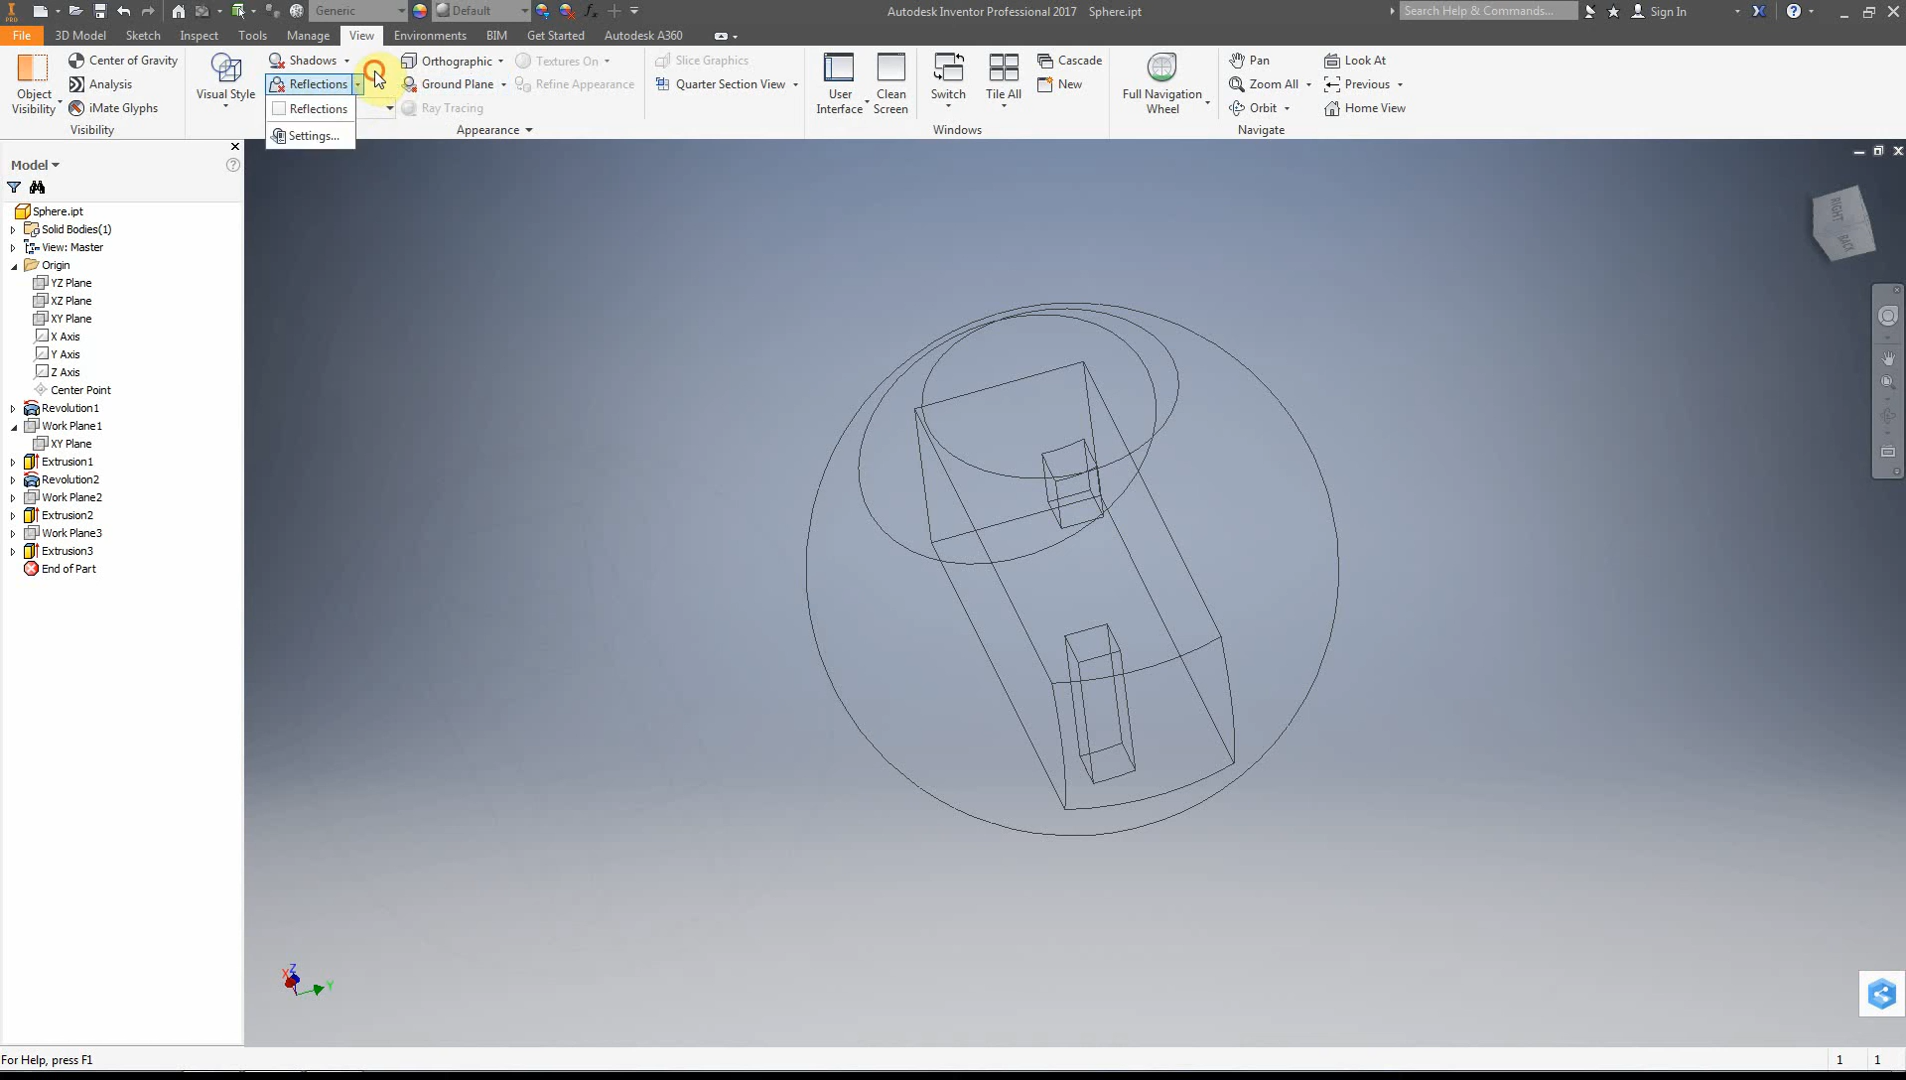 PRO
Generic
Default
fx
Autodesk Inventor Professional 2017 Sphere.ipt
Search Help & Commands...
Sign In
File
3D Model
Sketch
Inspect
Tools
Manage
View
Environments
BIM
Get Started
Autodesk A360
Object Visibility
Center of Gravity
Analysis
iMate Glyphs
Visibility
Visual Style
Shadows
Reflections
Reflections
Settings...
Orthographic
Ground Plane
Ray Tracing
Textures On
Refine Appearance
Appearance
Slice Graphics
Quarter Section View
User Interface
Clean Screen
Switch
Tile All
Cascade
New
Windows
Full Navigation Wheel
Pan
Zoom All
Orbit
Look At
Previous
Home View
Navigate
Model
Sphere.ipt
Solid Bodies(1)
View: Master
Origin
YZ Plane
XZ Plane
XY Plane
X Axis
Y Axis
Z Axis
Center Point
Revolution1
Work Plane1
XY Plane
Extrusion1
Revolution2
Work Plane2
Extrusion2
Work Plane3
Extrusion3
End of Part
RIGHT
BACK
Z
X
Y
For Help, press F1
1 1